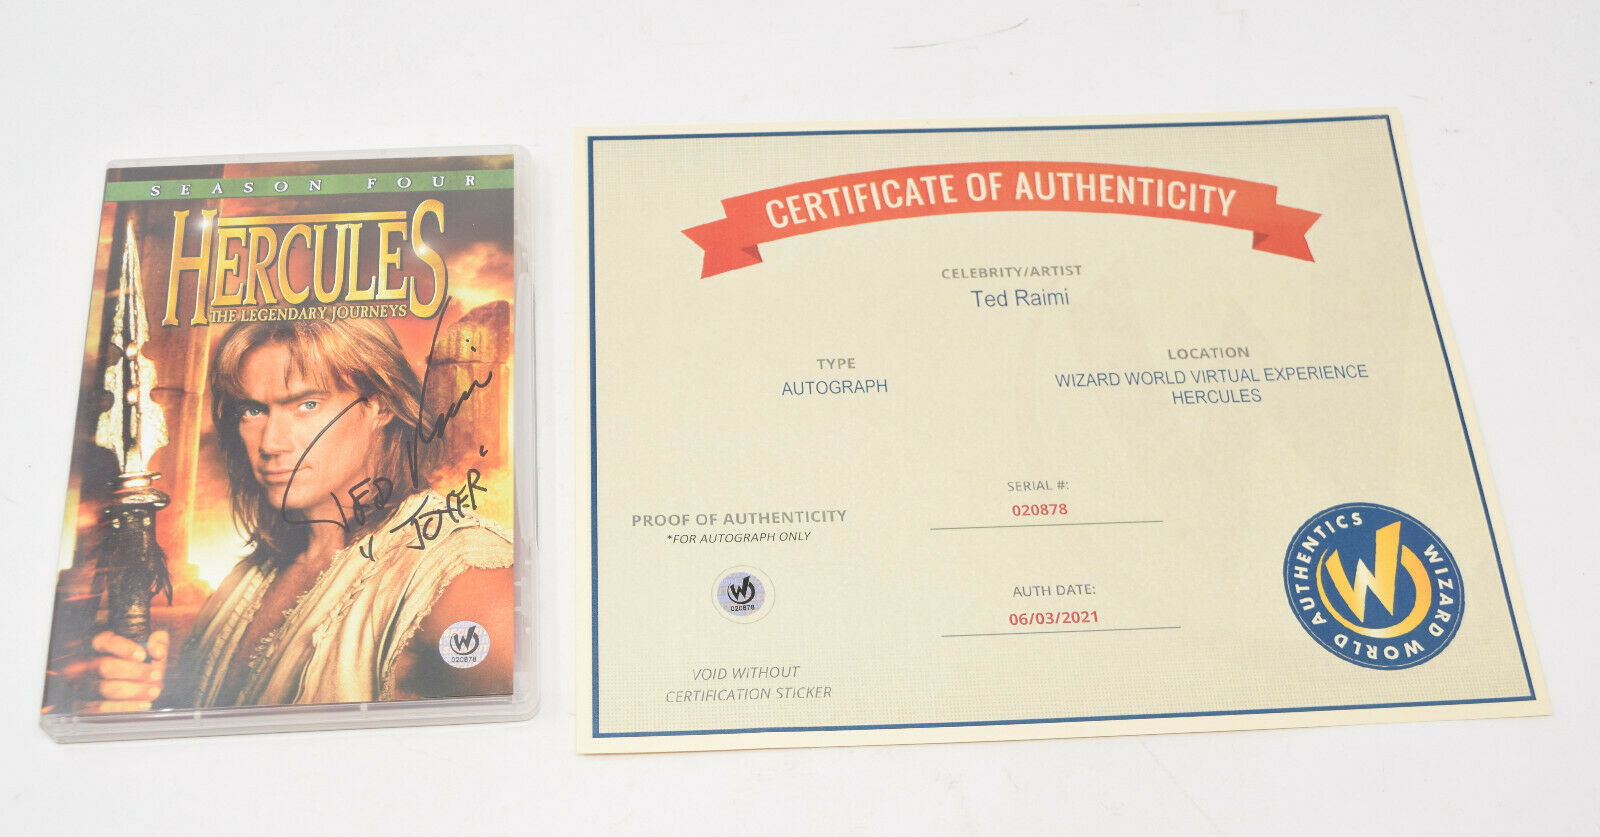 SEASON FOUR
HERCULES
THE LEGENDARY JOURNEYS
TED RAIMI
"JOXER"
W
020878
CERTIFICATE OF AUTHENTICITY
CELEBRITY/ARTIST
Ted Raimi
TYPE
AUTOGRAPH
LOCATION
WIZARD WORLD VIRTUAL EXPERIENCE
HERCULES
SERIAL #:
020878
PROOF OF AUTHENTICITY
*FOR AUTOGRAPH ONLY
W
020878
AUTH DATE:
06/03/2021
VOID WITHOUT
CERTIFICATION STICKER
WIZARD WORLD AUTHENTICS
W